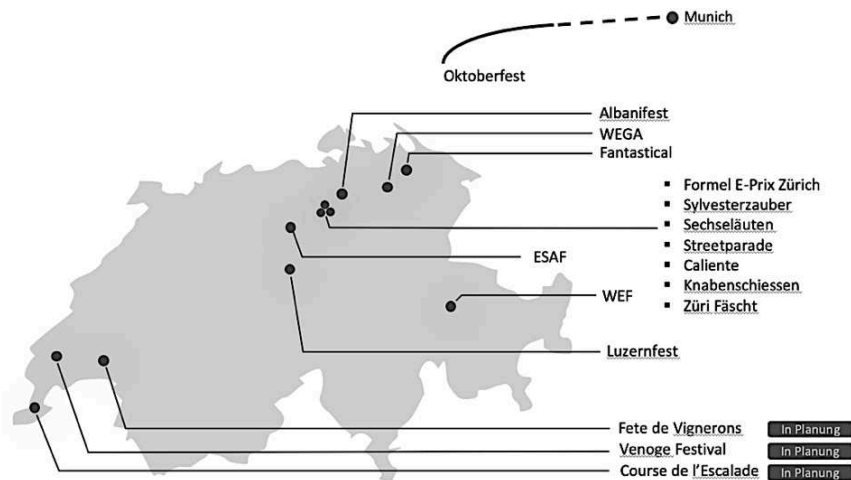 Munich
Oktoberfest
Albanifest
WEGA
Fantastical
▪ Formel E-Prix Zürich
▪ Sylvesterzauber
▪ Sechseläuten
▪ Streetparade
▪ Caliente
▪ Knabenschiessen
▪ Züri Fäscht
ESAF
WEF
Luzernfest
Fete de Vignerons In Planung
Venoge Festival In Planung
Course de l'Escalade In Planung